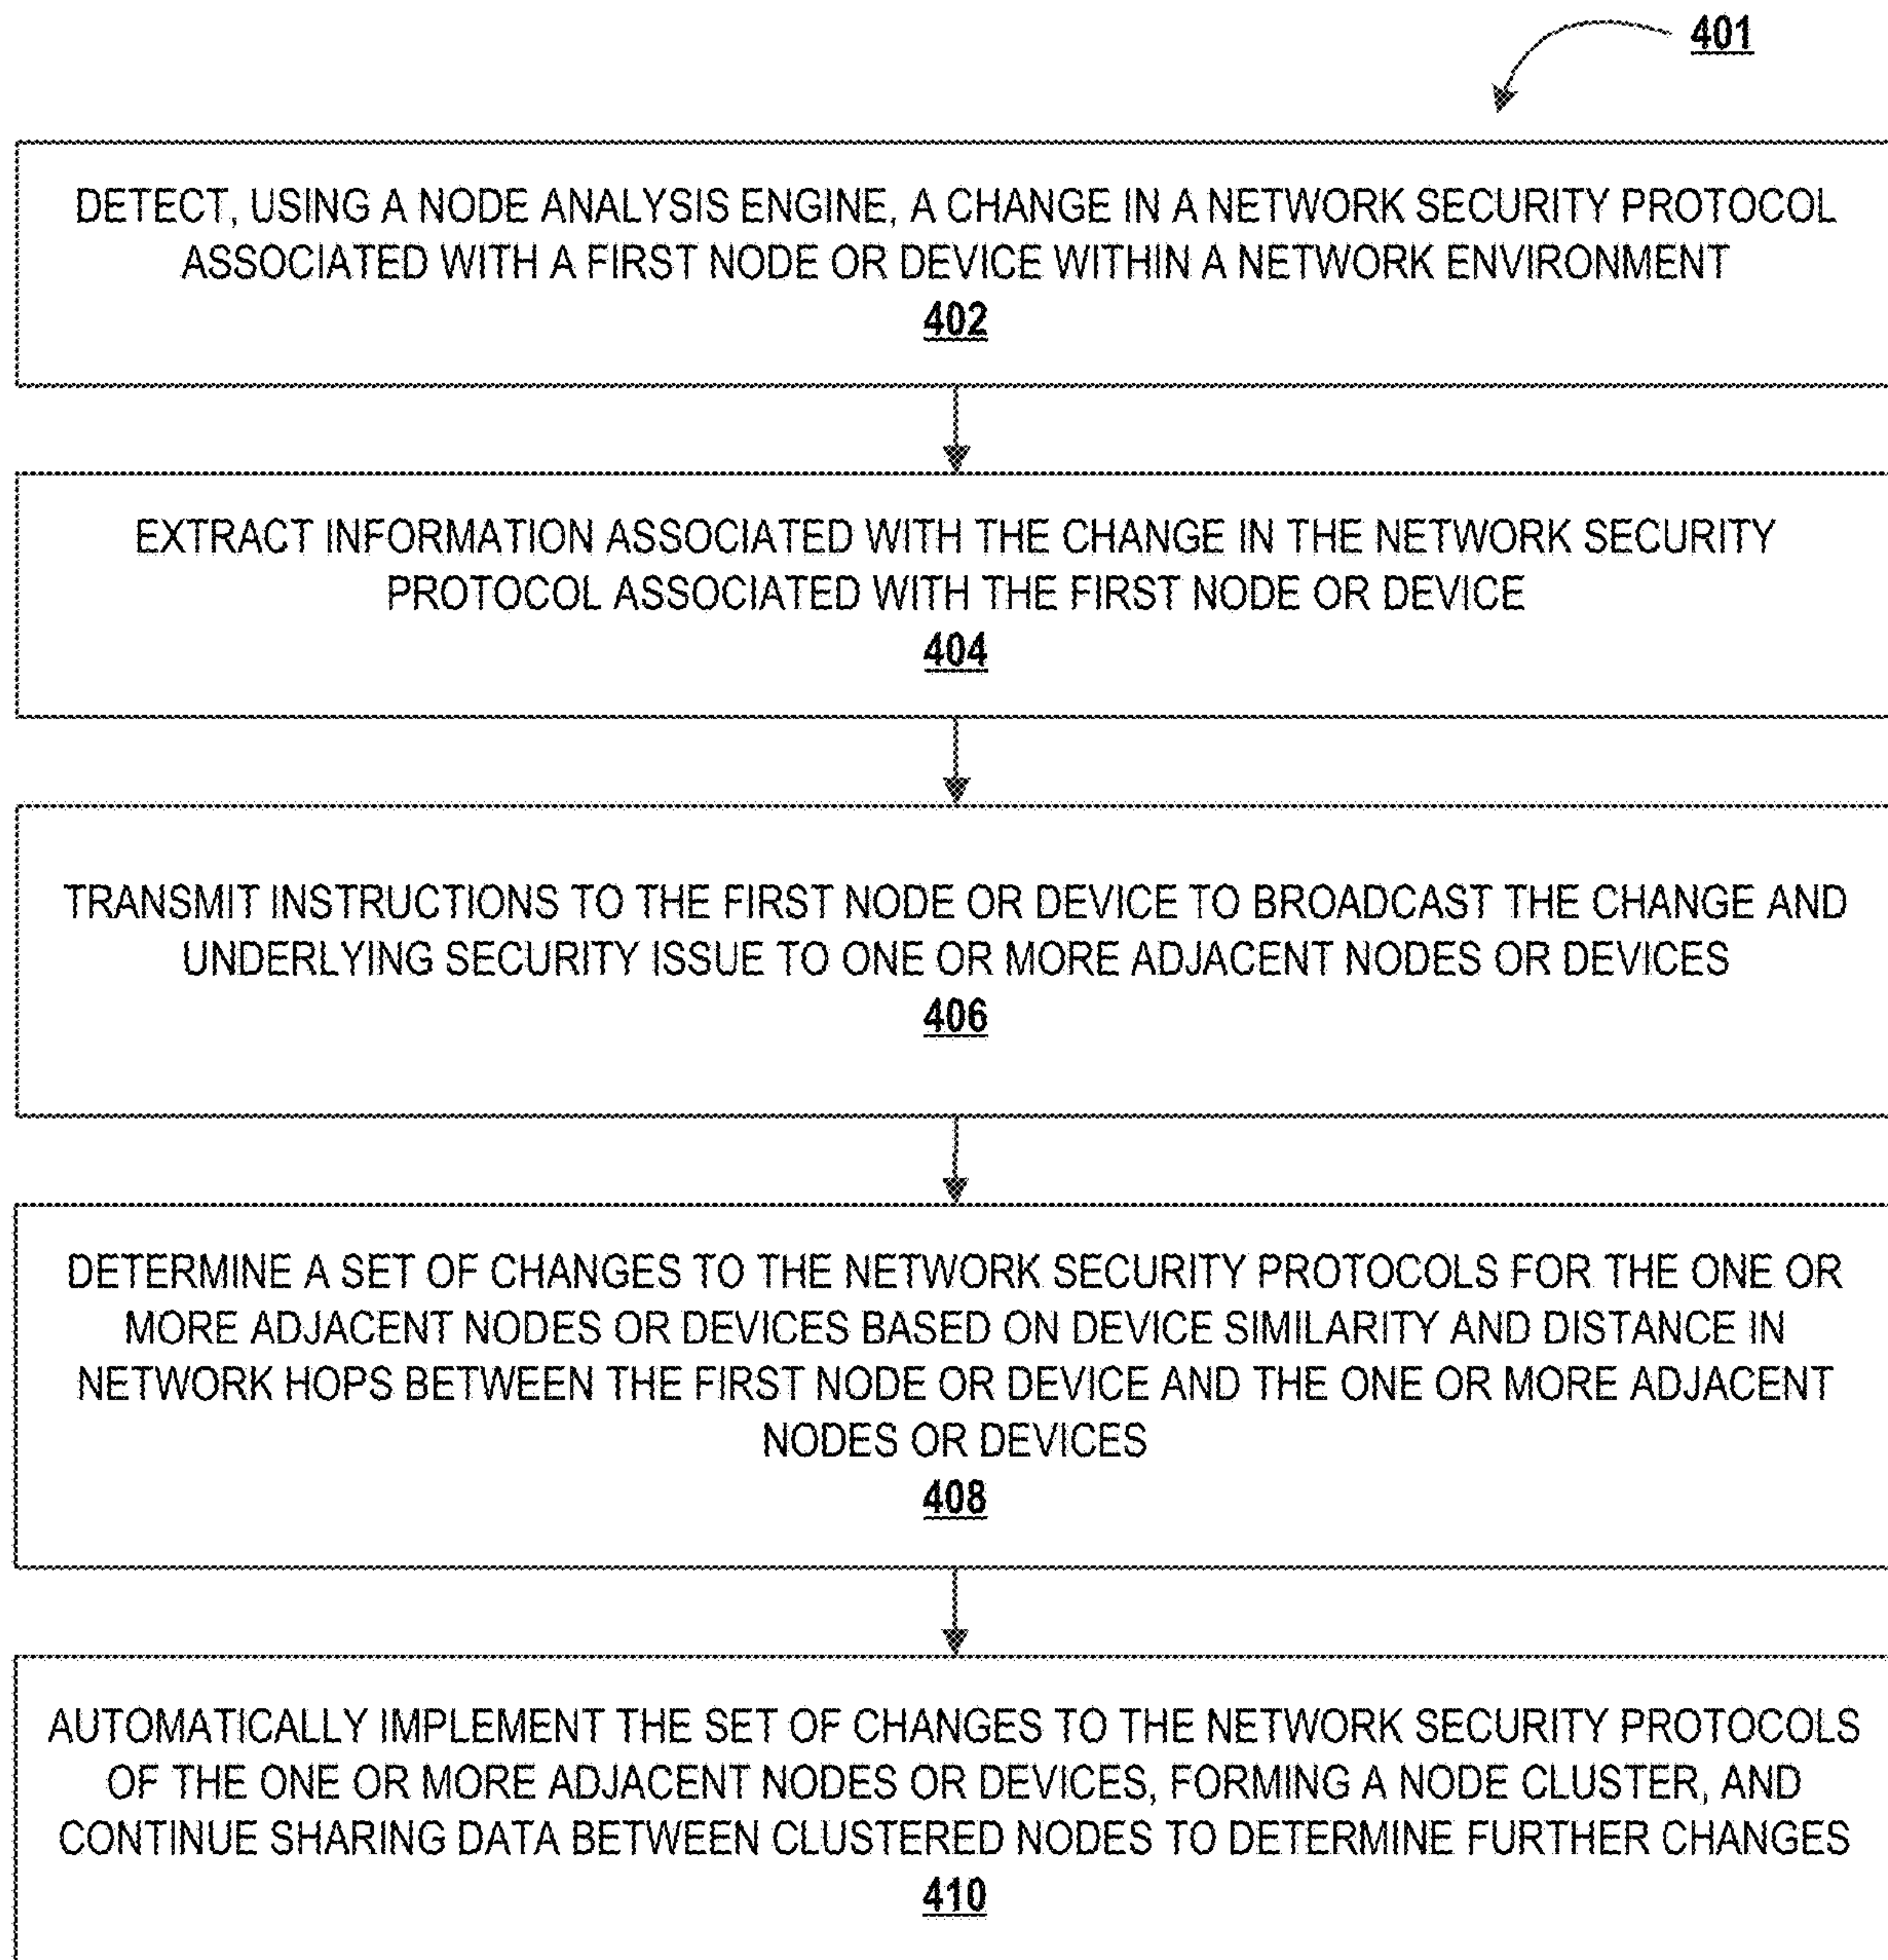 401
DETECT, USING A NODE ANALYSIS ENGINE, A CHANGE IN A NETWORK SECURITY PROTOCOL
ASSOCIATED WITH A FIRST NODE OR DEVICE WITHIN A NETWORK ENVIRONMENT
402
EXTRACT INFORMATION ASSOCIATED WITH THE CHANGE IN THE NETWORK SECURITY
PROTOCOL ASSOCIATED WITH THE FIRST NODE OR DEVICE
404
TRANSMIT INSTRUCTIONS TO THE FIRST NODE OR DEVICE TO BROADCAST THE CHANGE AND
UNDERLYING SECURITY ISSUE TO ONE OR MORE ADJACENT NODES OR DEVICES
406
DETERMINE A SET OF CHANGES TO THE NETWORK SECURITY PROTOCOLS FOR THE ONE OR
MORE ADJACENT NODES OR DEVICES BASED ON DEVICE SIMILARITY AND DISTANCE IN
NETWORK HOPS BETWEEN THE FIRST NODE OR DEVICE AND THE ONE OR MORE ADJACENT
NODES OR DEVICES
408
AUTOMATICALLY IMPLEMENT THE SET OF CHANGES TO THE NETWORK SECURITY PROTOCOLS
OF THE ONE OR MORE ADJACENT NODES OR DEVICES, FORMING A NODE CLUSTER, AND
CONTINUE SHARING DATA BETWEEN CLUSTERED NODES TO DETERMINE FURTHER CHANGES
410